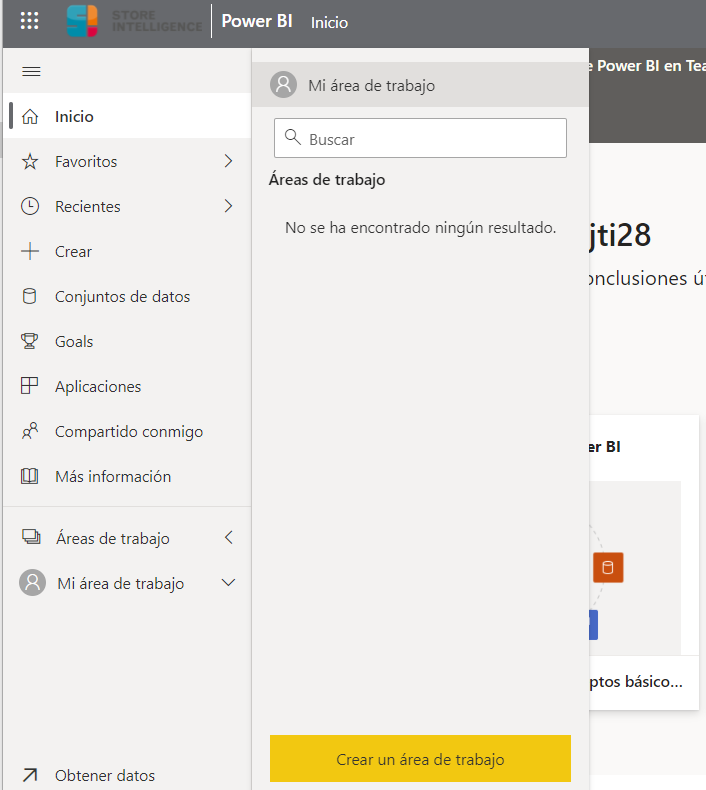 STORE
INTELLIGENCE
Power BI Inicio
e Power BI en Tea
Mi área de trabajo
Inicio
Buscar
Favoritos
Áreas de trabajo
Recientes
No se ha encontrado ningún resultado.
jti28
Crear
onclusiones ú
Conjuntos de datos
Goals
Aplicaciones
Compartido conmigo
er BI
Más información
Áreas de trabajo
Mi área de trabajo
ptos básico...
Crear un área de trabajo
Obtener datos